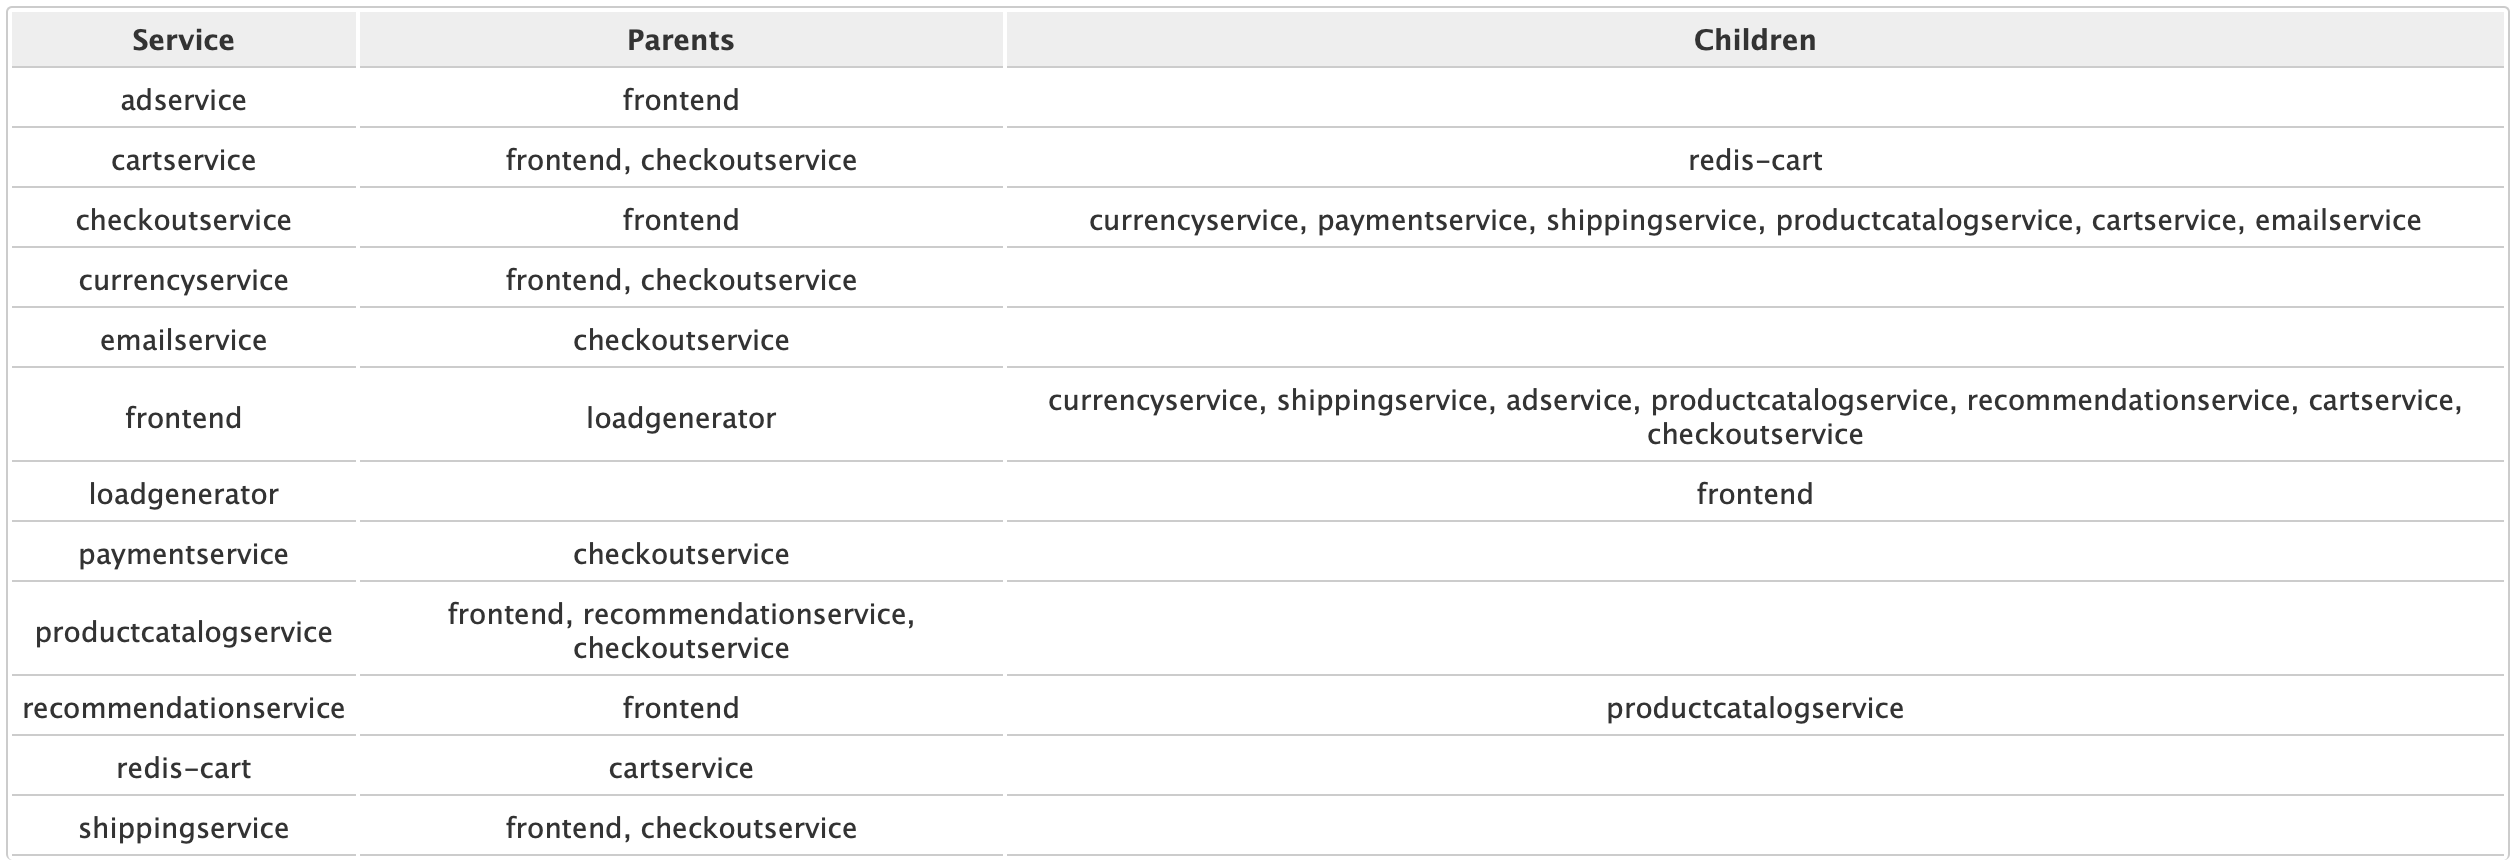 Service Parents Children
adservice frontend
cartservice frontend, checkoutservice redis-cart
checkoutservice frontend currencyservice, paymentservice, shippingservice, productcatalogservice, cartservice, emailservice
currencyservice frontend, checkoutservice
emailservice checkoutservice
frontend loadgenerator currencyservice, shippingservice, adservice, productcatalogservice, recommendationservice, cartservice,
checkoutservice
loadgenerator frontend
paymentservice checkoutservice
productcatalogservice frontend, recommendationservice,
checkoutservice
recommendationservice frontend productcatalogservice
redis-cart cartservice
shippingservice frontend, checkoutservice